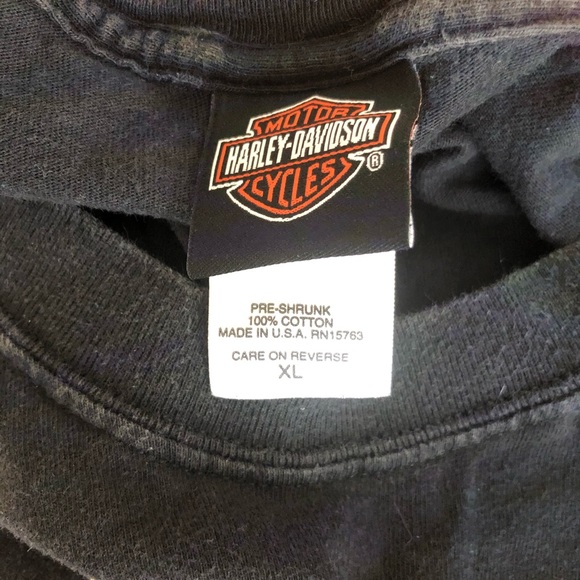 MOTOR
HARLEY-DAVIDSON
CYCLES
®
PRE-SHRUNK
100% COTTON
MADE IN U.S.A. RN15763
CARE ON REVERSE
XL